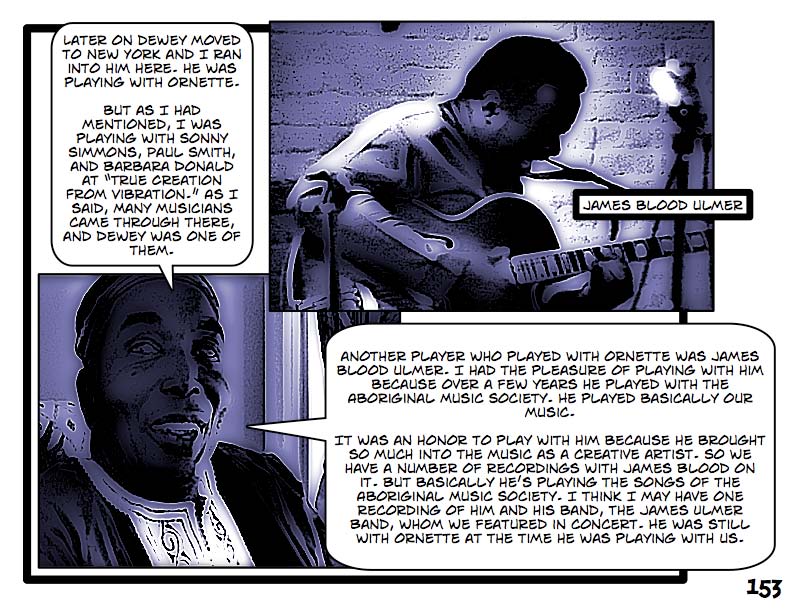 LATER ON DEWEY MOVED
TO NEW YORK AND I RAN
INTO HIM HERE. HE WAS
PLAYING WITH ORNETTE.
BUT AS I HAD
MENTIONED, I WAS
PLAYING WITH SONNY
SIMMONS, PAUL SMITH,
AND BARBARA DONALD
AT "TRUE CREATION
FROM VIBRATION." AS I
SAID, MANY MUSICIANS
CAME THROUGH THERE,
AND DEWEY WAS ONE OF
THEM.
JAMES BLOOD ULMER
ANOTHER PLAYER WHO PLAYED WITH ORNETTE WAS JAMES
BLOOD ULMER. I HAD THE PLEASURE OF PLAYING WITH HIM
BECAUSE OVER A FEW YEARS HE PLAYED WITH THE
ABORIGINAL MUSIC SOCIETY. HE PLAYED BASICALLY OUR
MUSIC.
IT WAS AN HONOR TO PLAY WITH HIM BECAUSE HE BROUGHT
SO MUCH INTO THE MUSIC AS A CREATIVE ARTIST. SO WE
HAVE A NUMBER OF RECORDINGS WITH JAMES BLOOD ON
IT. BUT BASICALLY HE'S PLAYING THE SONGS OF THE
ABORIGINAL MUSIC SOCIETY. I THINK I MAY HAVE ONE
RECORDING OF HIM AND HIS BAND, THE JAMES ULMER
BAND, WHOM WE FEATURED IN CONCERT. HE WAS STILL
WITH ORNETTE AT THE TIME HE WAS PLAYING WITH US.
153